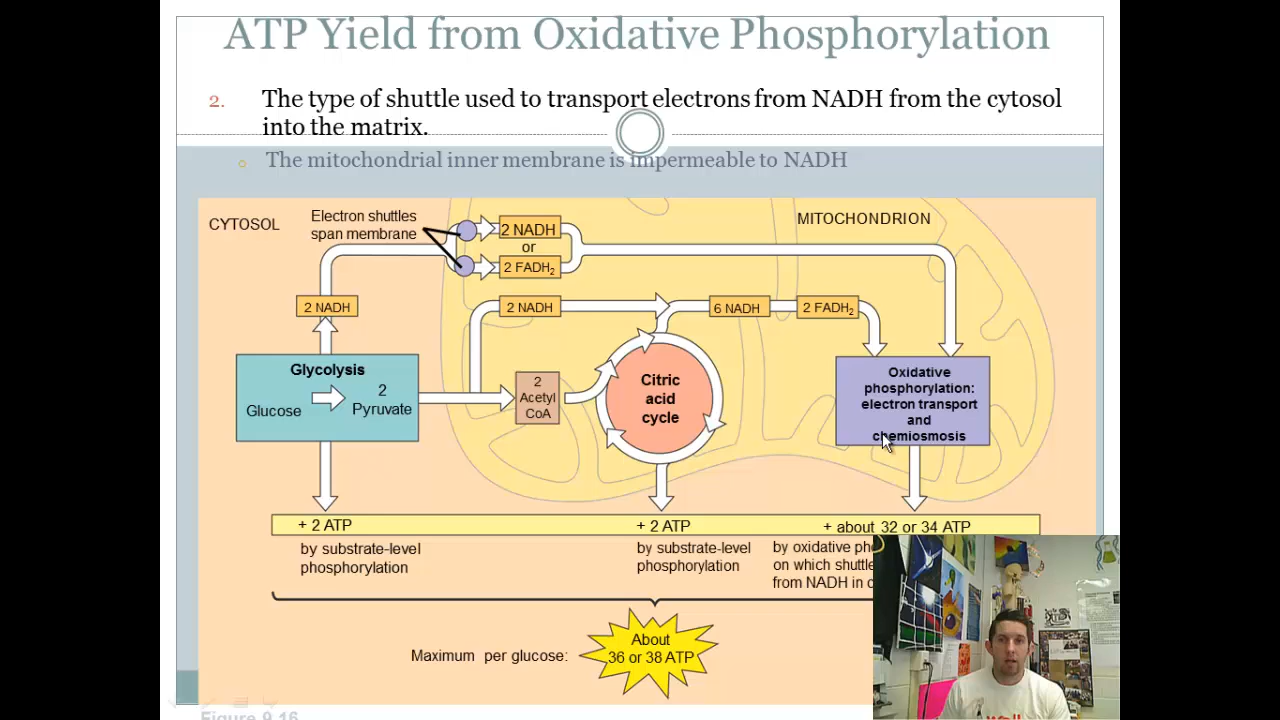 ATP Yield from Oxidative Phosphorylation
2. The type of shuttle used to transport electrons from NADH from the cytosol
into the matrix.
The mitochondrial inner membrane is impermeable to NADH
CYTOSOL
Electron shuttles
span membrane
MITOCHONDRION
2 NADH
or
2 FADH2
2 NADH
2 NADH
6 NADH
2 FADH2
Glycolysis
Glucose
2
Pyruvate
2
Acetyl
CoA
Citric
acid
cycle
Oxidative
phosphorylation:
electron transport
and
chemiosmosis
+ 2 ATP
+ 2 ATP
+ about 32 or 34 ATP
by substrate-level
phosphorylation
by substrate-level
phosphorylation
by oxidative
on which shuttle
from NADH in
Maximum per glucose:
About
36 or 38 ATP
Figure 9.16